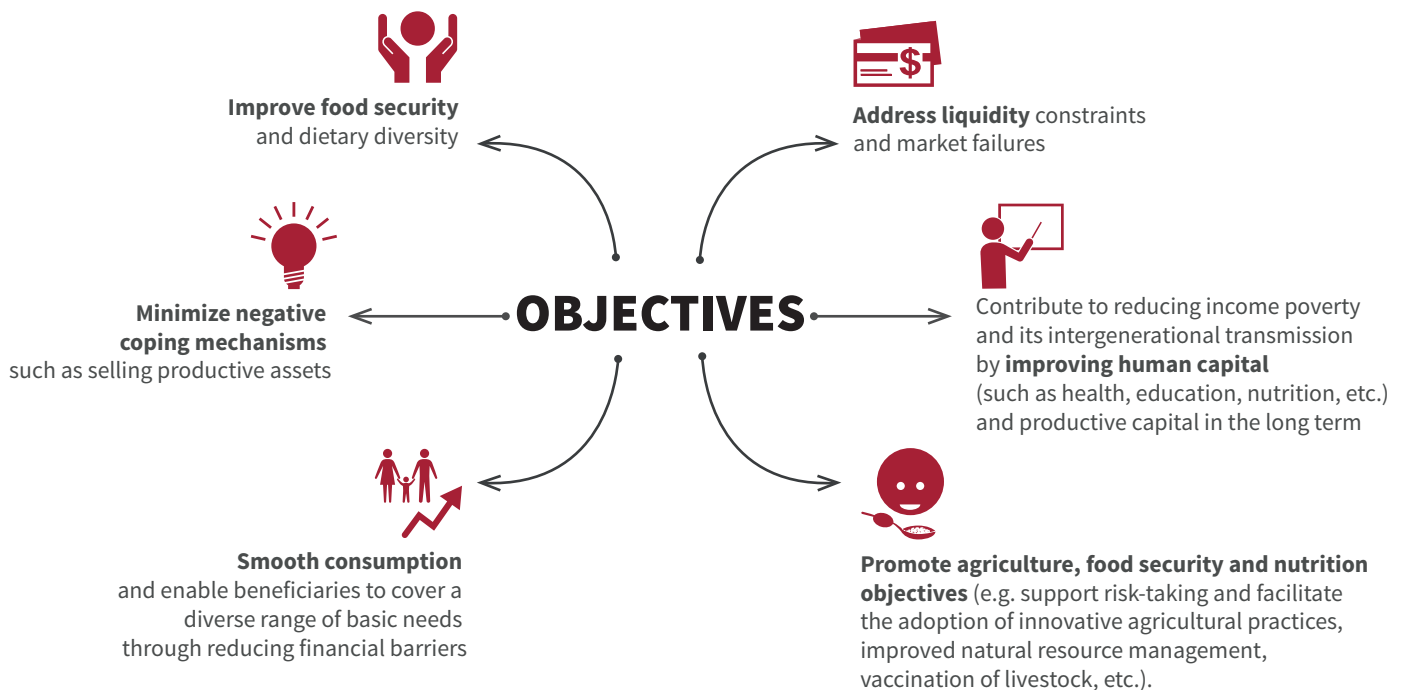 Improve food security
and dietary diversity
$
Address liquidity constraints
and market failures
Minimize negative
coping mechanisms
such as selling productive assets
OBJECTIVES
Contribute to reducing income poverty
and its intergenerational transmission
by improving human capital
(such as health, education, nutrition, etc.)
and productive capital in the long term
Smooth consumption
and enable beneficiaries to cover a
diverse range of basic needs
through reducing financial barriers
Promote agriculture, food security and nutrition
objectives (e.g. support risk-taking and facilitate
the adoption of innovative agricultural practices,
improved natural resource management,
vaccination of livestock, etc.).